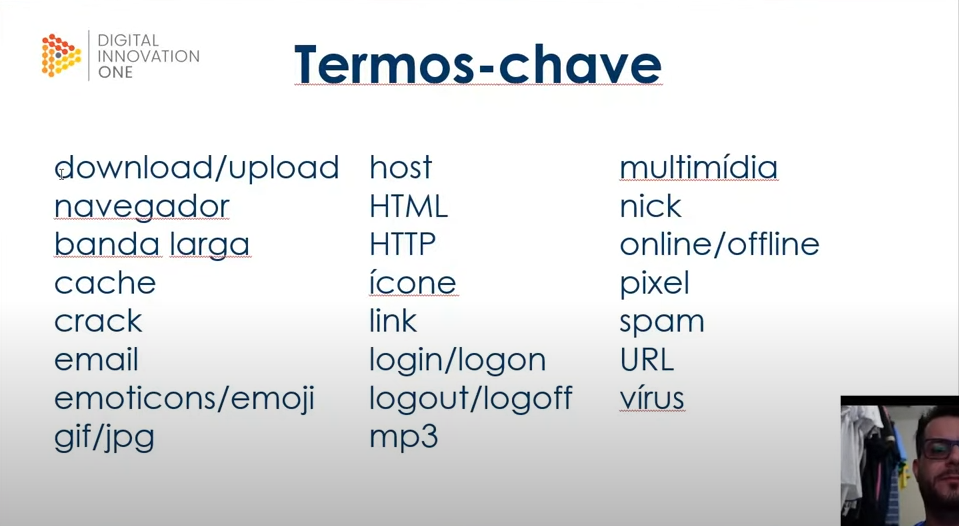 DIGITAL
INNOVATION
ONE
Termos-chave
download/upload
navegador
banda larga
cache
crack
email
emoticons/emoji
gif/jpg
host
HTML
HTTP
ícone
link
login/logon
logout/logoff
mp3
multimídia
nick
online/offline
pixel
spam
URL
vírus